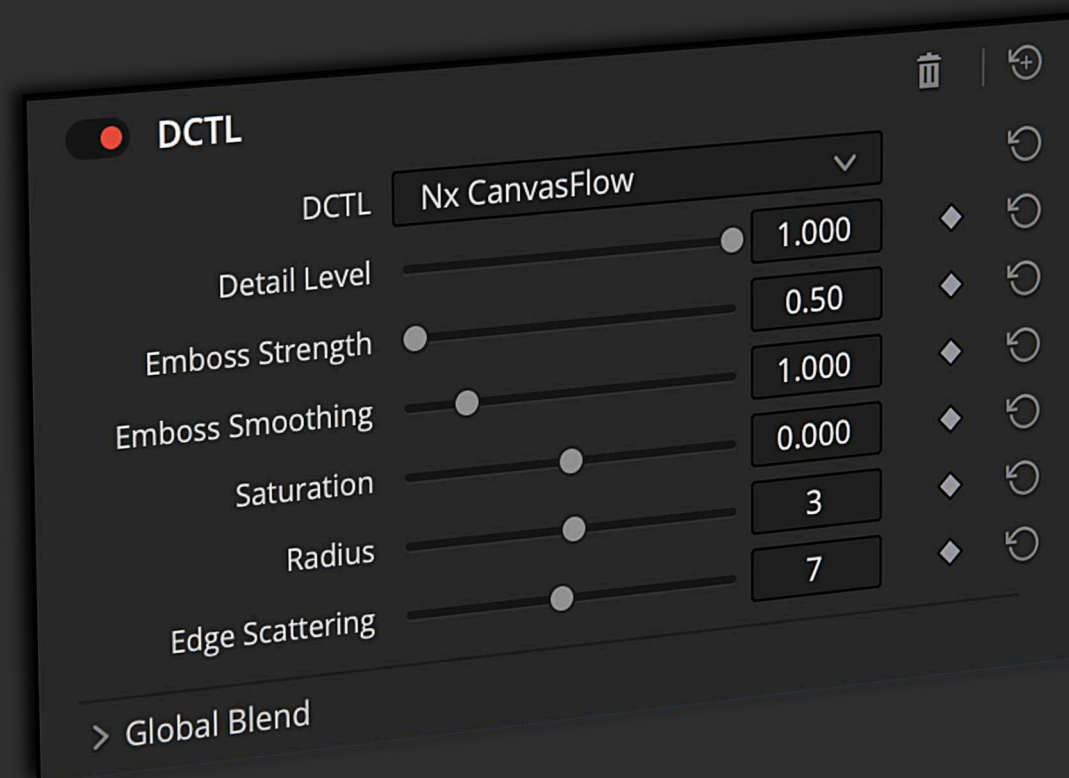 DCTL
DCTL Nx CanvasFlow
Detail Level 1.000
Emboss Strength 0.50
Emboss Smoothing 1.000
Saturation 0.000
Radius 3
Edge Scattering 7
Global Blend